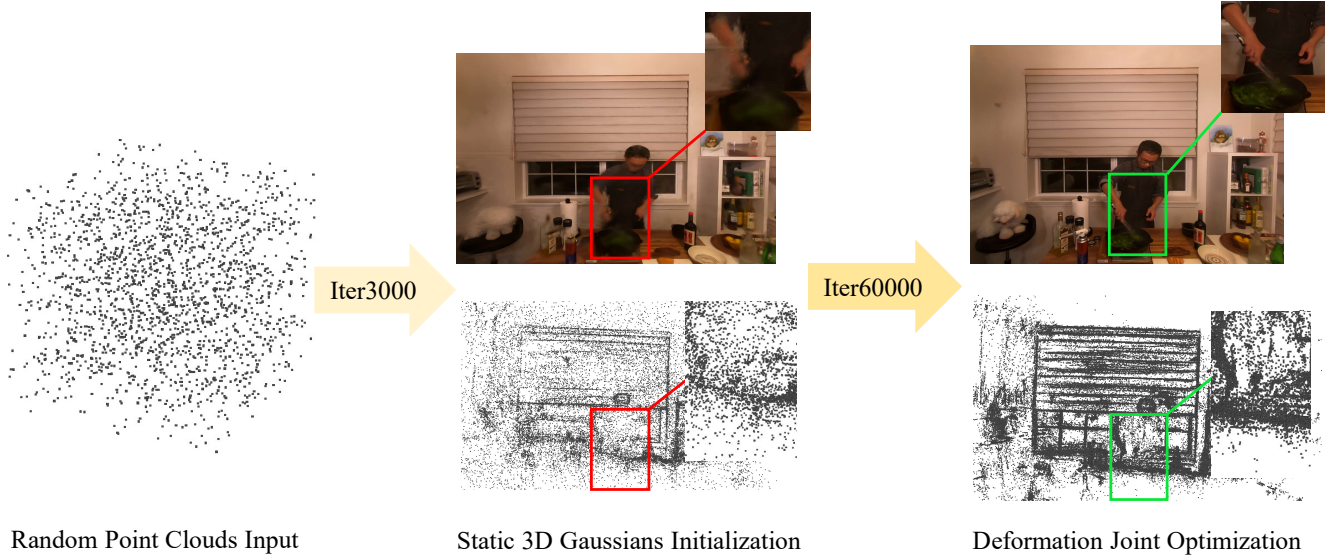 Iter3000
Iter60000
Random Point Clouds Input
Static 3D Gaussians Initialization
Deformation Joint Optimization